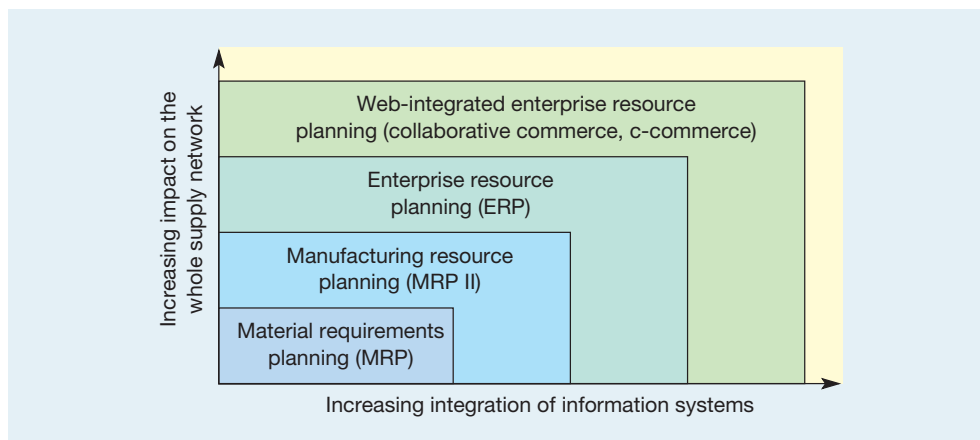 Increasing impact on the
whole supply network
Web-integrated enterprise resource
planning (collaborative commerce, c-commerce)
Enterprise resource
planning (ERP)
Manufacturing resource
planning (MRP II)
Material requirements
planning (MRP)
Increasing integration of information systems